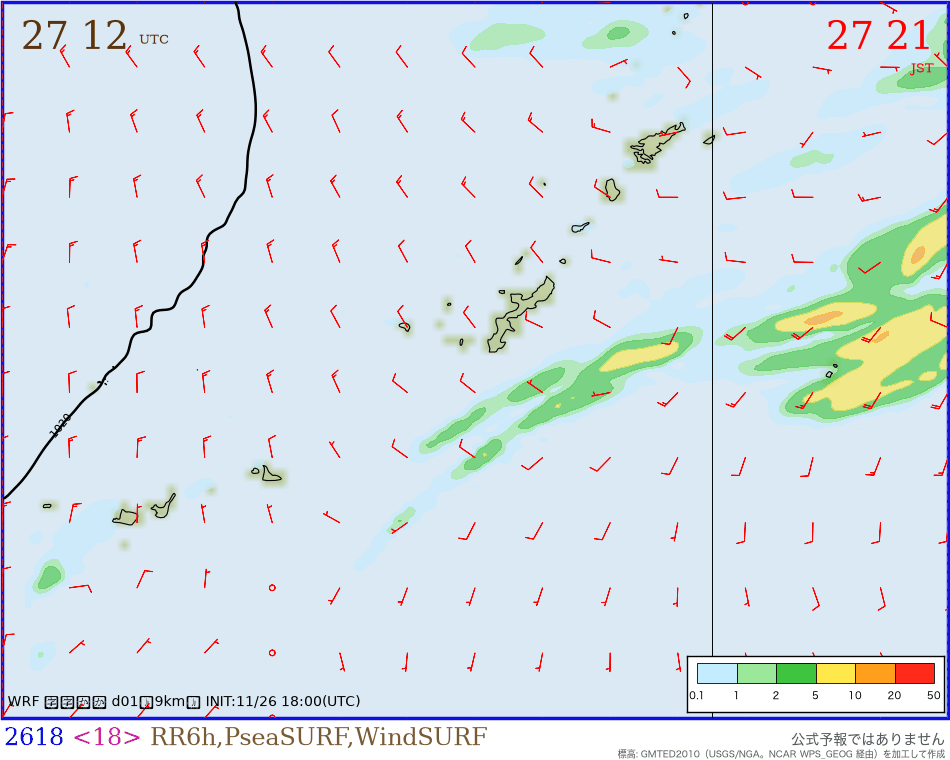 27 12 UTC
27 21
JST
1020
WRF d01 9km INIT:11/26 18:00(UTC)
0.1 1 2 5 10 20 50
2618 <18> RR6h,PseaSURF,WindSURF
公式予報ではありません
標高: GMTED2010（USGS/NGA。NCAR WPS_GEOG 経由）を加工して作成